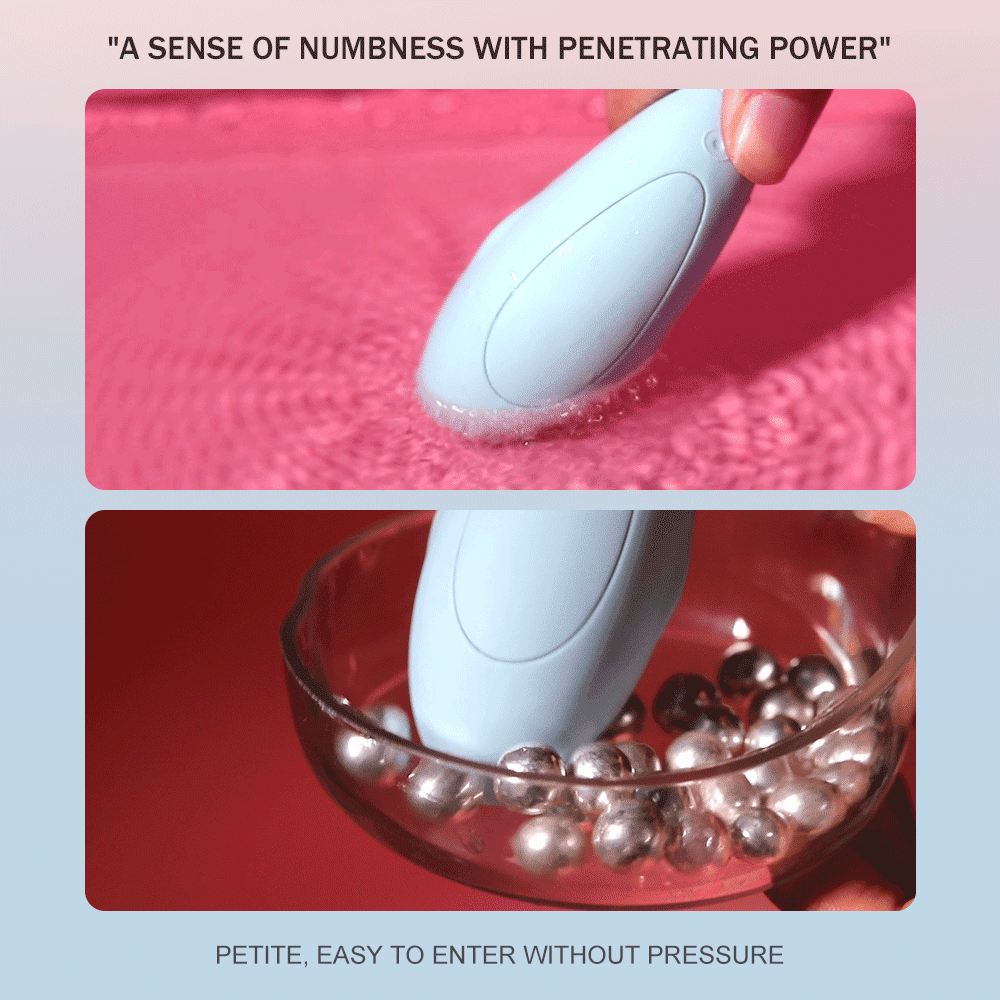 "A SENSE OF NUMBNESS WITH PENETRATING POWER"
PETITE, EASY TO ENTER WITHOUT PRESSURE